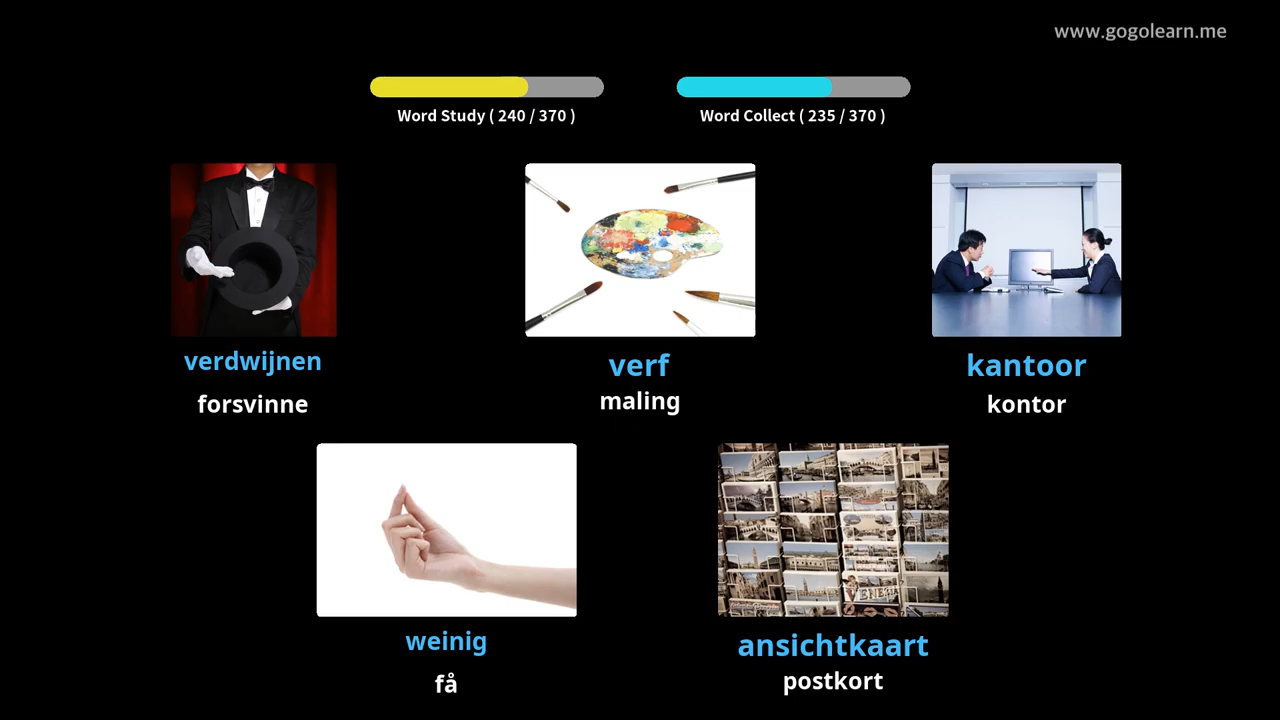 www.gogolearn.me
Word Study ( 240 / 370 )
Word Collect ( 235 / 370 )
verdwijnen
forsvinne
verf
maling
kantoor
kontor
weinig
få
ansichtkaart
postkort